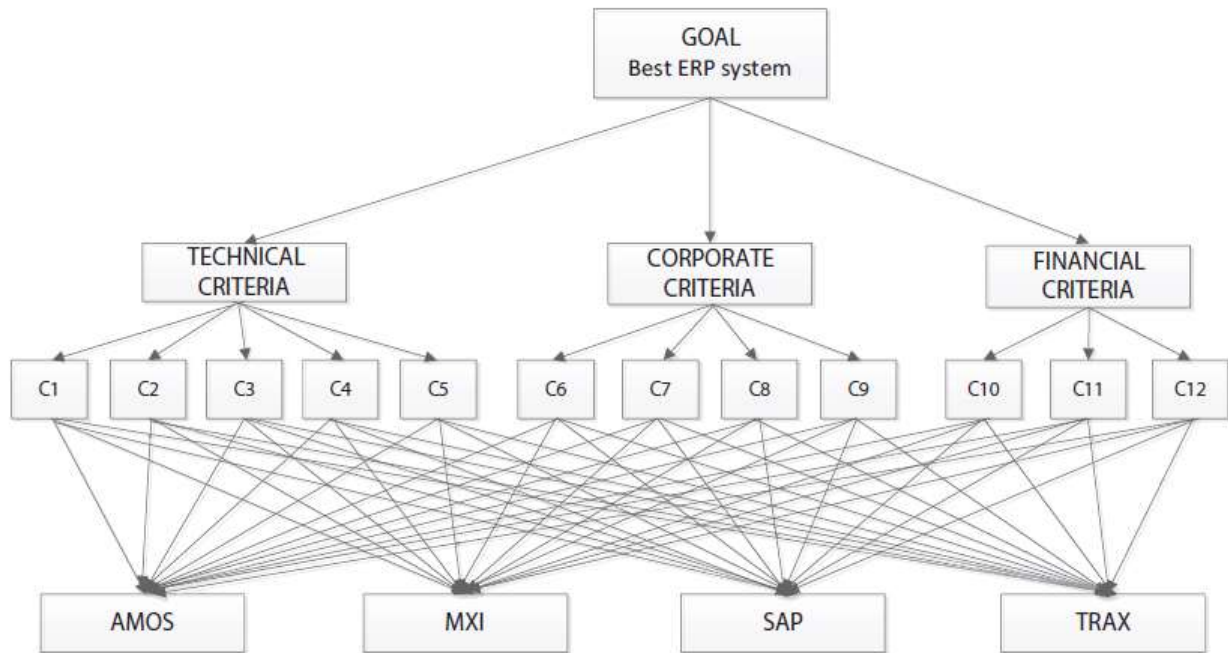 GOAL
Best ERP system
TECHNICAL
CRITERIA
CORPORATE
CRITERIA
FINANCIAL
CRITERIA
C1
C2
C3
C4
C5
C6
C7
C8
C9
C10
C11
C12
AMOS
MXI
SAP
TRAX